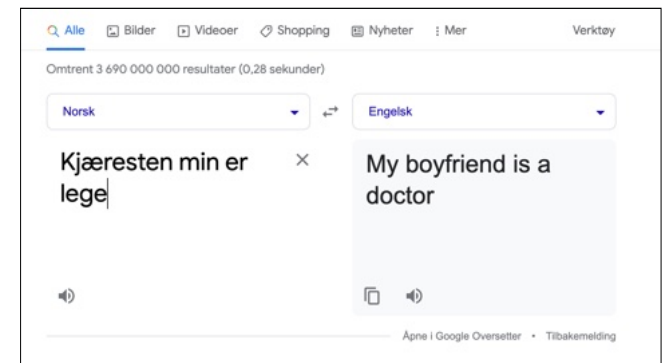 Alle Bilder Videoer Shopping Nyheter Mer Verktøy
Omtrent 3 690 000 000 resultater (0,28 sekunder)
Norsk Engelsk
Kjæresten min er
lege
My boyfriend is a
doctor
Åpne i Google Oversetter • Tilbakemelding